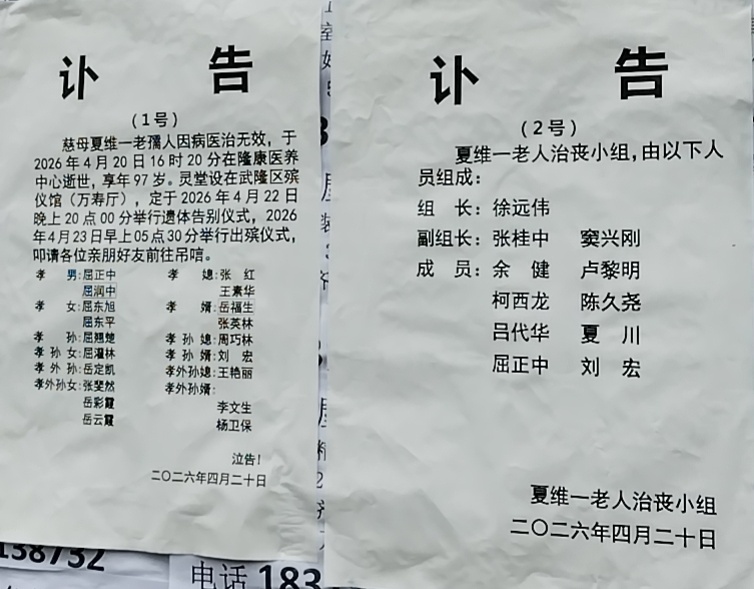 讣 告
(1号)
慈母夏维一老孺人因病医治无效，于
2026年4月20日16时20分在隆康医养
中心逝世，享年97岁。灵堂设在武隆区殡
仪馆（万寿厅），定于2026年4月22日
晚上20点00分举行遗体告别仪式，2026
年4月23日早上05点30分举行出殡仪式，
叩请各位亲朋好友前往吊唁。
孝 男:屈正中 孝 媳:张 红
屈润中 王素华
孝 女:屈东旭 孝 婿:岳福生
屈东平 张英林
孝 孙:屈翘楚 孝孙媳:周巧林
孝孙女:屈灌林 孝孙婿:刘 宏
孝外孙:岳定凯 孝外孙媳:王艳丽
孝外孙女:张斐然 孝外孙婿:
岳彩霞 李文生
岳云霞 杨卫保
泣告!
二〇二六年四月二十日
讣 告
(2号)
夏维一老人治丧小组,由以下人
员组成:
组 长:徐远伟
副组长:张桂中 窦兴刚
成 员:余 健 卢黎明
柯西龙 陈久尧
吕代华 夏 川
屈正中 刘 宏
夏维一老人治丧小组
二〇二六年四月二十日
138732
电话 183